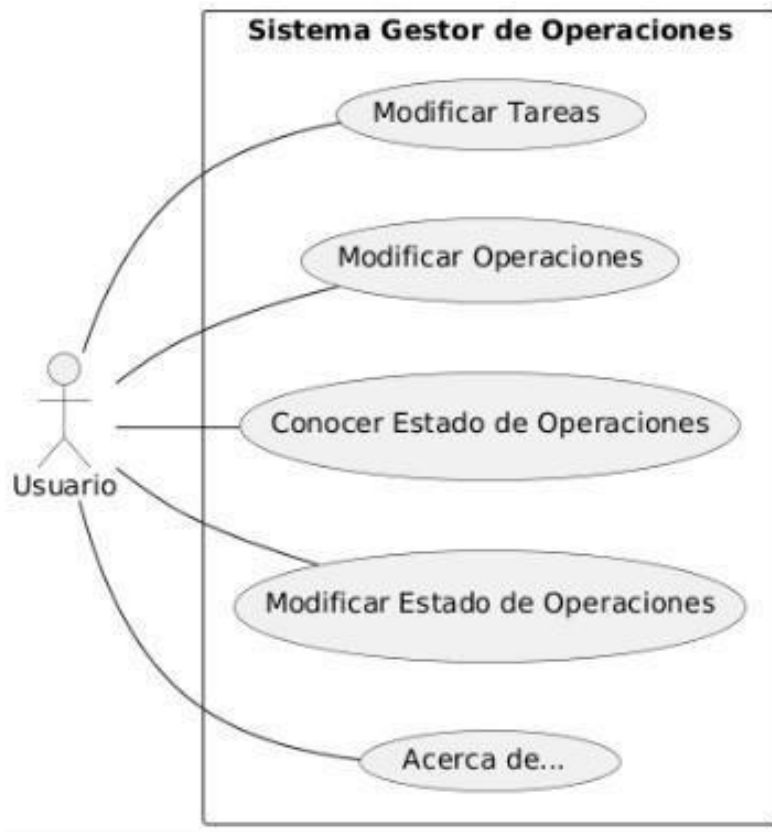 Sistema Gestor de Operaciones
Modificar Tareas
Modificar Operaciones
Conocer Estado de Operaciones
Usuario
Modificar Estado de Operaciones
Acerca de...